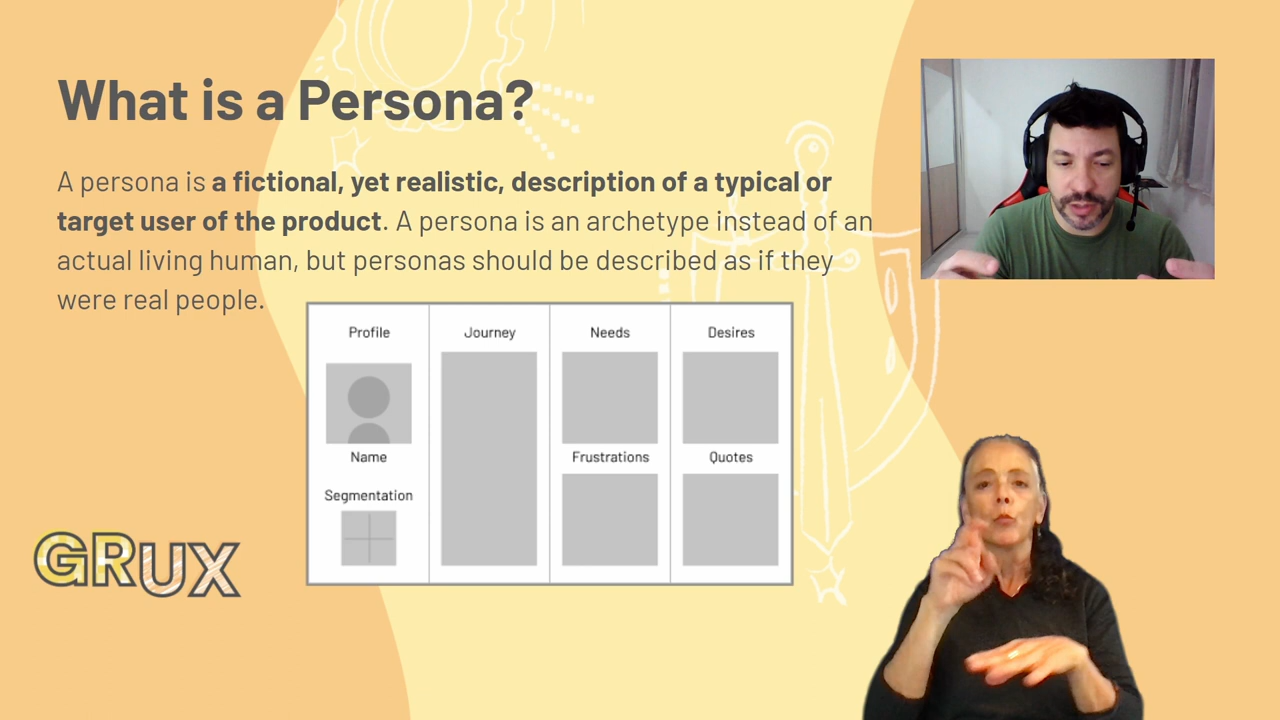 What is a Persona?
A persona is a fictional, yet realistic, description of a typical or
target user of the product. A persona is an archetype instead of an
actual living human, but personas should be described as if they
were real people.
Profile
Journey
Needs
Desires
Name
Frustrations
Quotes
Segmentation
GRUX